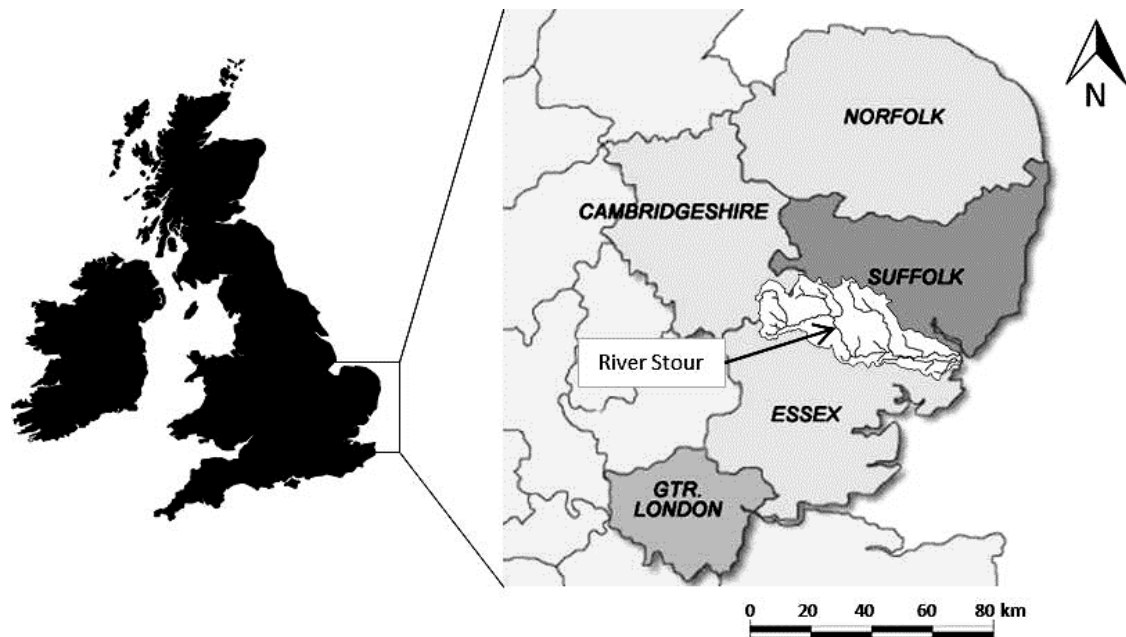 N
NORFOLK
CAMBRIDGESHIRE
SUFFOLK
River Stour
ESSEX
GTR.
LONDON
0 20 40 60 80 km